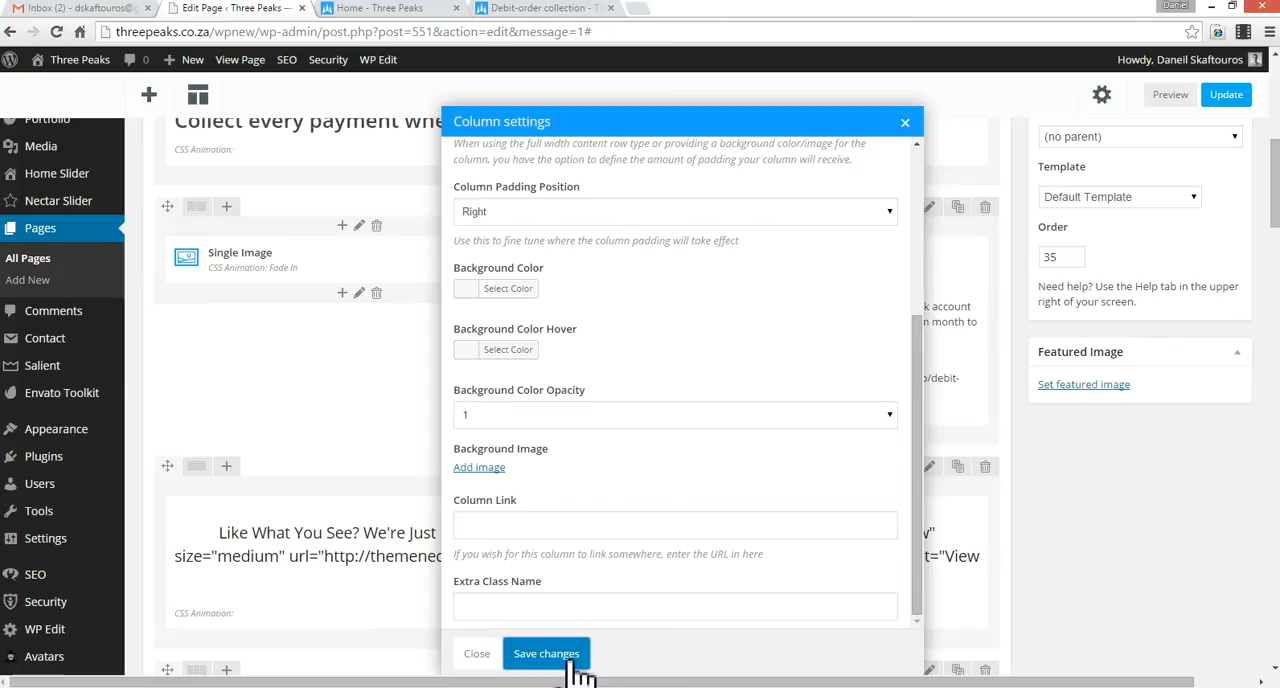 Inbox (2) - dskaftouros@g
Edit Page ‹ Three Peaks —
Home - Three Peaks
Debit-order collection - T
Daniel
threepeaks.co.za/wpnew/wp-admin/post.php?post=551&action=edit&message=1#
Three Peaks
0
New
View Page
SEO
Security
WP Edit
Howdy, Daneil Skaftouros
Preview
Update
Portfolio
Media
Home Slider
Nectar Slider
Pages
All Pages
Add New
Comments
Contact
Salient
Envato Toolkit
Appearance
Plugins
Users
Tools
Settings
SEO
Security
WP Edit
Avatars
Collect every payment whe
CSS Animation:
Single Image
CSS Animation: Fade In
k account
m month to
p/debit-
Like What You See? We're Just
w"
size="medium" url="http://themenec
t="View
CSS Animation:
Column settings
×
When using the full width content row type or providing a background color/image for the
column, you have the option to define the amount of padding your column will receive.
Column Padding Position
Right
Use this to fine tune where the column padding will take effect
Background Color
Select Color
Background Color Hover
Select Color
Background Color Opacity
1
Background Image
Add image
Column Link
If you wish for this column to link somewhere, enter the URL in here
Extra Class Name
Close
Save changes
(no parent)
Template
Default Template
Order
35
Need help? Use the Help tab in the upper
right of your screen.
Featured Image
Set featured image